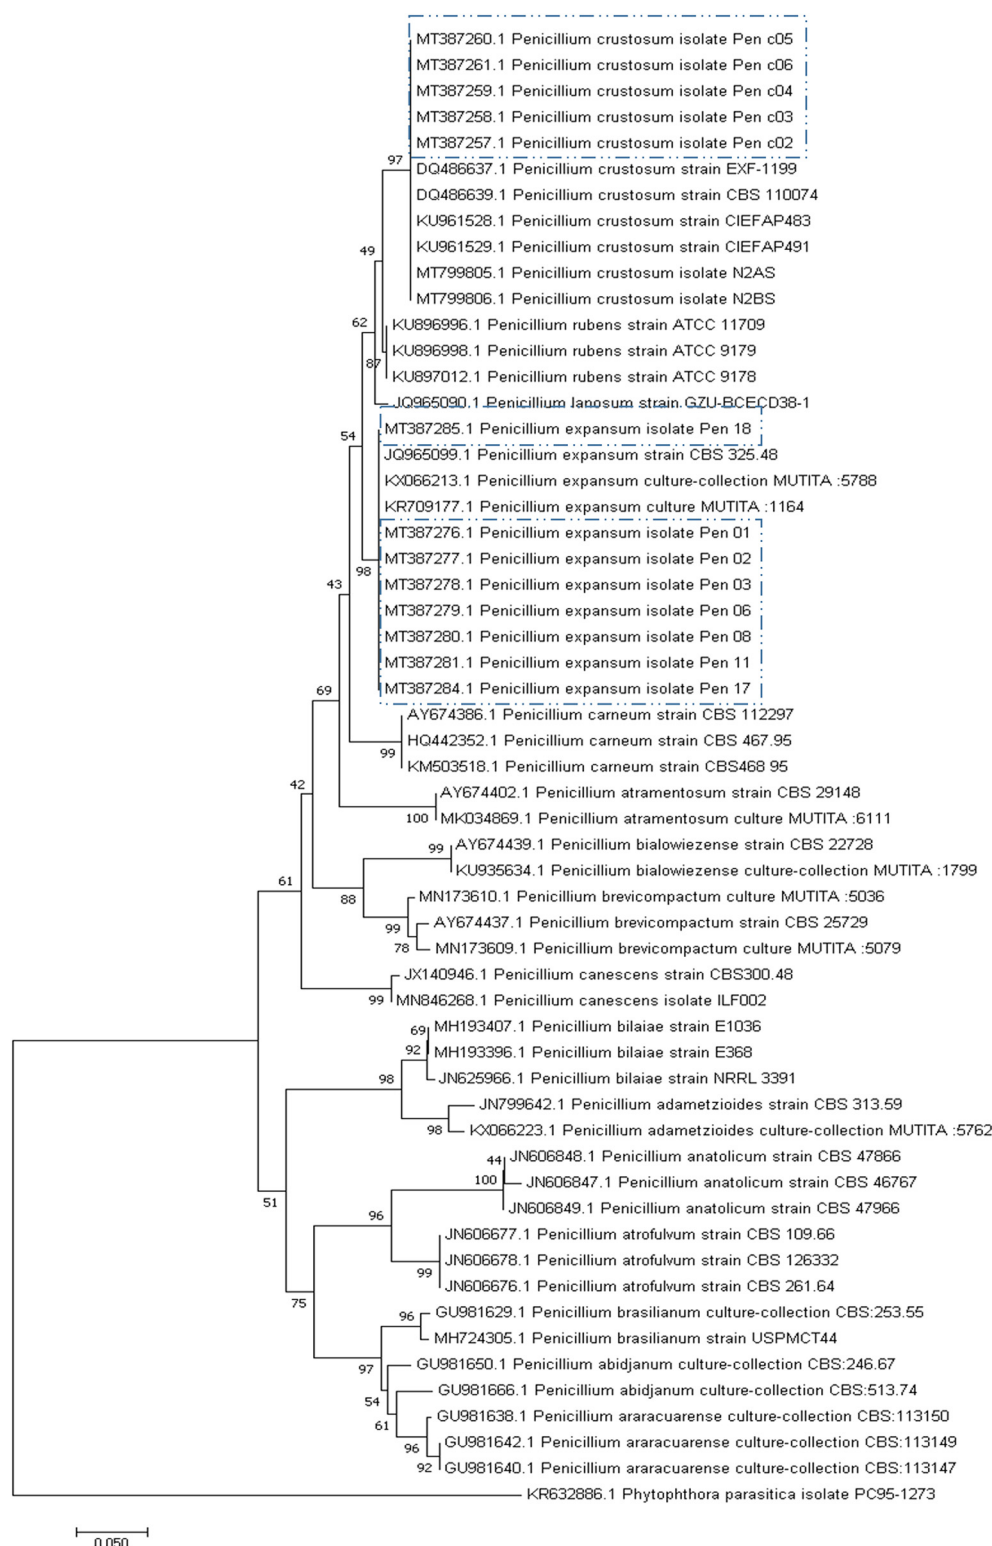 MT387260.1 Penicillium crustosum isolate Pen c05
MT387261.1 Penicillium crustosum isolate Pen c06
MT387259.1 Penicillium crustosum isolate Pen c04
MT387258.1 Penicillium crustosum isolate Pen c03
MT387257.1 Penicillium crustosum isolate Pen c02
97
DQ486637.1 Penicillium crustosum strain EXF-1199
DQ486639.1 Penicillium crustosum strain CBS 110074
KU961528.1 Penicillium crustosum strain CIEFAP483
KU961529.1 Penicillium crustosum strain CIEFAP491
49
MT799805.1 Penicillium crustosum isolate N2AS
MT799806.1 Penicillium crustosum isolate N2BS
62
KU896996.1 Penicillium rubens strain ATCC 11709
KU896998.1 Penicillium rubens strain ATCC 9179
87
KU897012.1 Penicillium rubens strain ATCC 9178
JQ965090.1 Penicillium lanosum strain GZU-BCECD38-1
MT387285.1 Penicillium expansum isolate Pen 18
54
JQ965099.1 Penicillium expansum strain CBS 325.48
KX066213.1 Penicillium expansum culture-collection MUTITA :5788
KR709177.1 Penicillium expansum culture MUTITA :1164
MT387276.1 Penicillium expansum isolate Pen 01
MT387277.1 Penicillium expansum isolate Pen 02
98
MT387278.1 Penicillium expansum isolate Pen 03
43
MT387279.1 Penicillium expansum isolate Pen 06
MT387280.1 Penicillium expansum isolate Pen 08
MT387281.1 Penicillium expansum isolate Pen 11
MT387284.1 Penicillium expansum isolate Pen 17
69
AY674386.1 Penicillium carneum strain CBS 112297
HQ442352.1 Penicillium carneum strain CBS 467.95
99
KM503518.1 Penicillium carneum strain CBS468 95
42
AY674402.1 Penicillium atramentosum strain CBS 29148
100
MK034869.1 Penicillium atramentosum culture MUTITA :6111
99
AY674439.1 Penicillium bialowiezense strain CBS 22728
KU935634.1 Penicillium bialowiezense culture-collection MUTITA :1799
61
88
MN173610.1 Penicillium brevicompactum culture MUTITA :5036
99
AY674437.1 Penicillium brevicompactum strain CBS 25729
78
MN173609.1 Penicillium brevicompactum culture MUTITA :5079
JX140946.1 Penicillium canescens strain CBS300.48
99
MN846268.1 Penicillium canescens isolate ILF002
69
MH193407.1 Penicillium bilaiae strain E1036
92
MH193396.1 Penicillium bilaiae strain E368
98
JN625966.1 Penicillium bilaiae strain NRRL 3391
JN799642.1 Penicillium adametzioides strain CBS 313.59
98
KX066223.1 Penicillium adametzioides culture-collection MUTITA :5762
44
JN606848.1 Penicillium anatolicum strain CBS 47866
100
JN606847.1 Penicillium anatolicum strain CBS 46767
51
96
JN606849.1 Penicillium anatolicum strain CBS 47966
JN606677.1 Penicillium atrofulvum strain CBS 109.66
JN606678.1 Penicillium atrofulvum strain CBS 126332
99
JN606676.1 Penicillium atrofulvum strain CBS 261.64
75
96
GU981629.1 Penicillium brasilianum culture-collection CBS:253.55
MH724305.1 Penicillium brasilianum strain USPMCT44
97
GU981650.1 Penicillium abidjanum culture-collection CBS:246.67
54
GU981666.1 Penicillium abidjanum culture-collection CBS:513.74
61
GU981638.1 Penicillium araracuarense culture-collection CBS:113150
96
GU981642.1 Penicillium araracuarense culture-collection CBS:113149
92
GU981640.1 Penicillium araracuarense culture-collection CBS:113147
KR632886.1 Phytophthora parasitica isolate PC95-1273
0.050